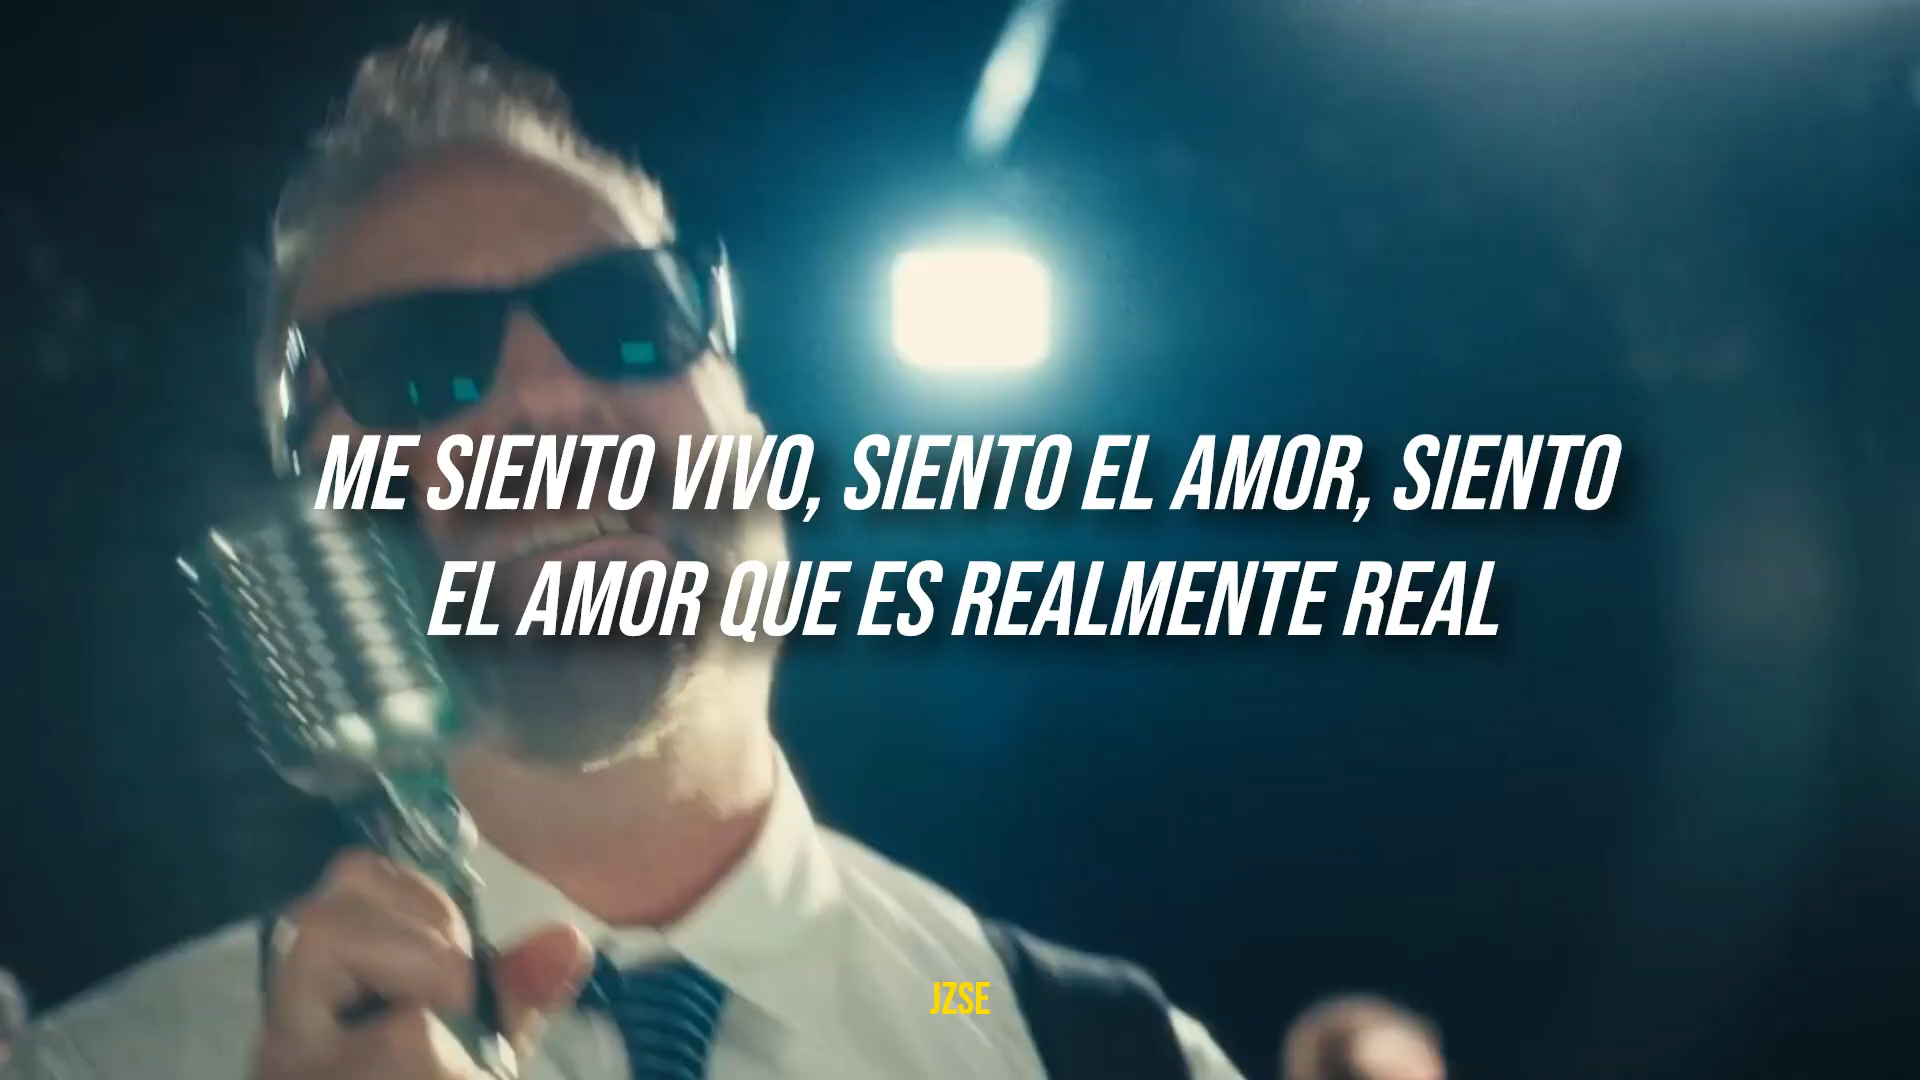 ME SIENTO VIVO, SIENTO EL AMOR, SIENTO
EL AMOR QUE ES REALMENTE REAL
JZSE